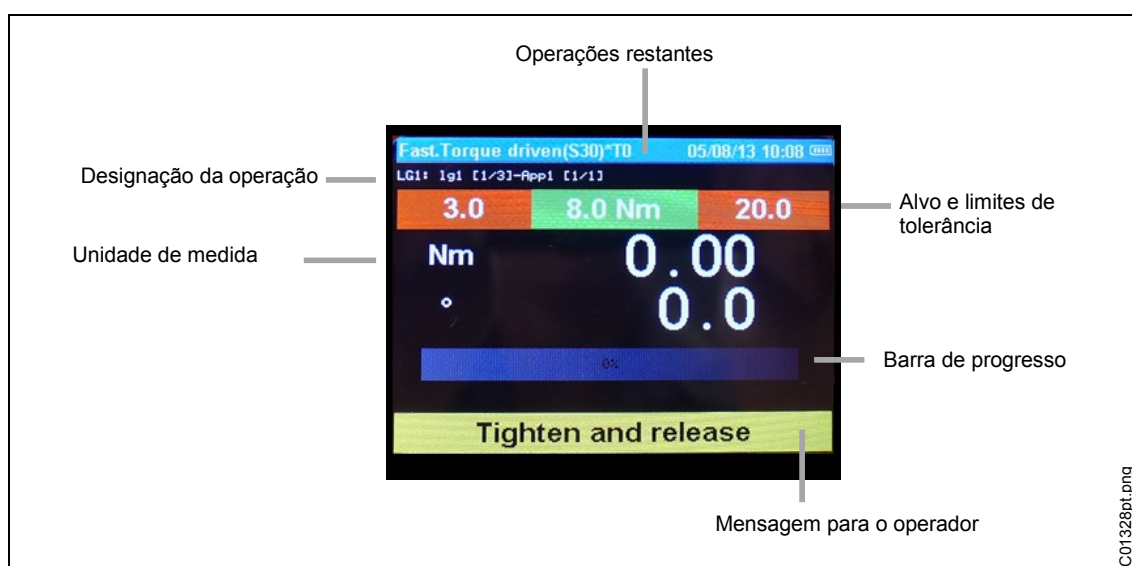 Operações restantes
Fast.Torque driven(S30)*T0 05/08/13 10:08
Designação da operação
LG1: lg1 [1/3]-App1 [1/1]
3.0 8.0 Nm 20.0
Alvo e limites de
tolerância
Unidade de medida
Nm 0.00
° 0.0
0%
Barra de progresso
Tighten and release
Mensagem para o operador
C01328pt.png